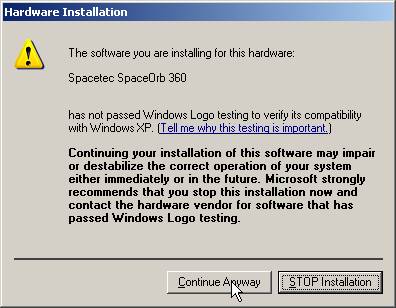 Hardware Installation
The software you are installing for this hardware:
Spacetec SpaceOrb 360
has not passed Windows Logo testing to verify its compatibility
with Windows XP. (Tell me why this testing is important.)
Continuing your installation of this software may impair
or destabilize the correct operation of your system
either immediately or in the future. Microsoft strongly
recommends that you stop this installation now and
contact the hardware vendor for software that has
passed Windows Logo testing.
Continue Anyway
STOP Installation